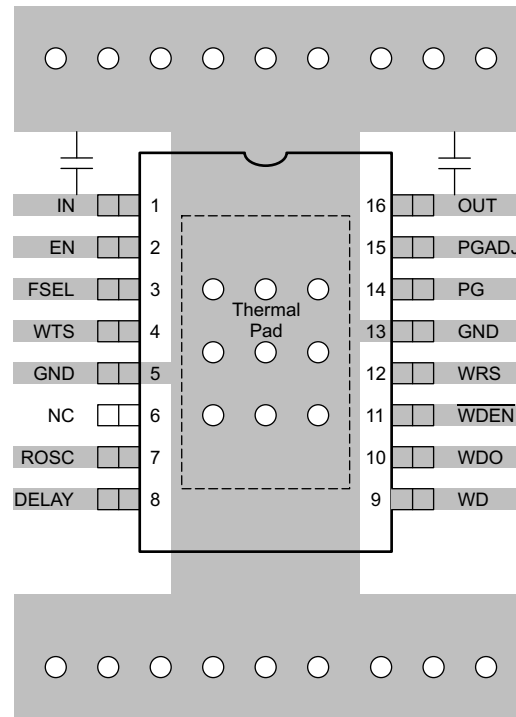 IN 1 16 OUT
EN 2 15 PGADJ
FSEL 3 14 PG
Thermal
Pad
WTS 4 13 GND
GND 5 12 WRS
NC 6 11 WDEN
ROSC 7 10 WDO
DELAY 8 9 WD